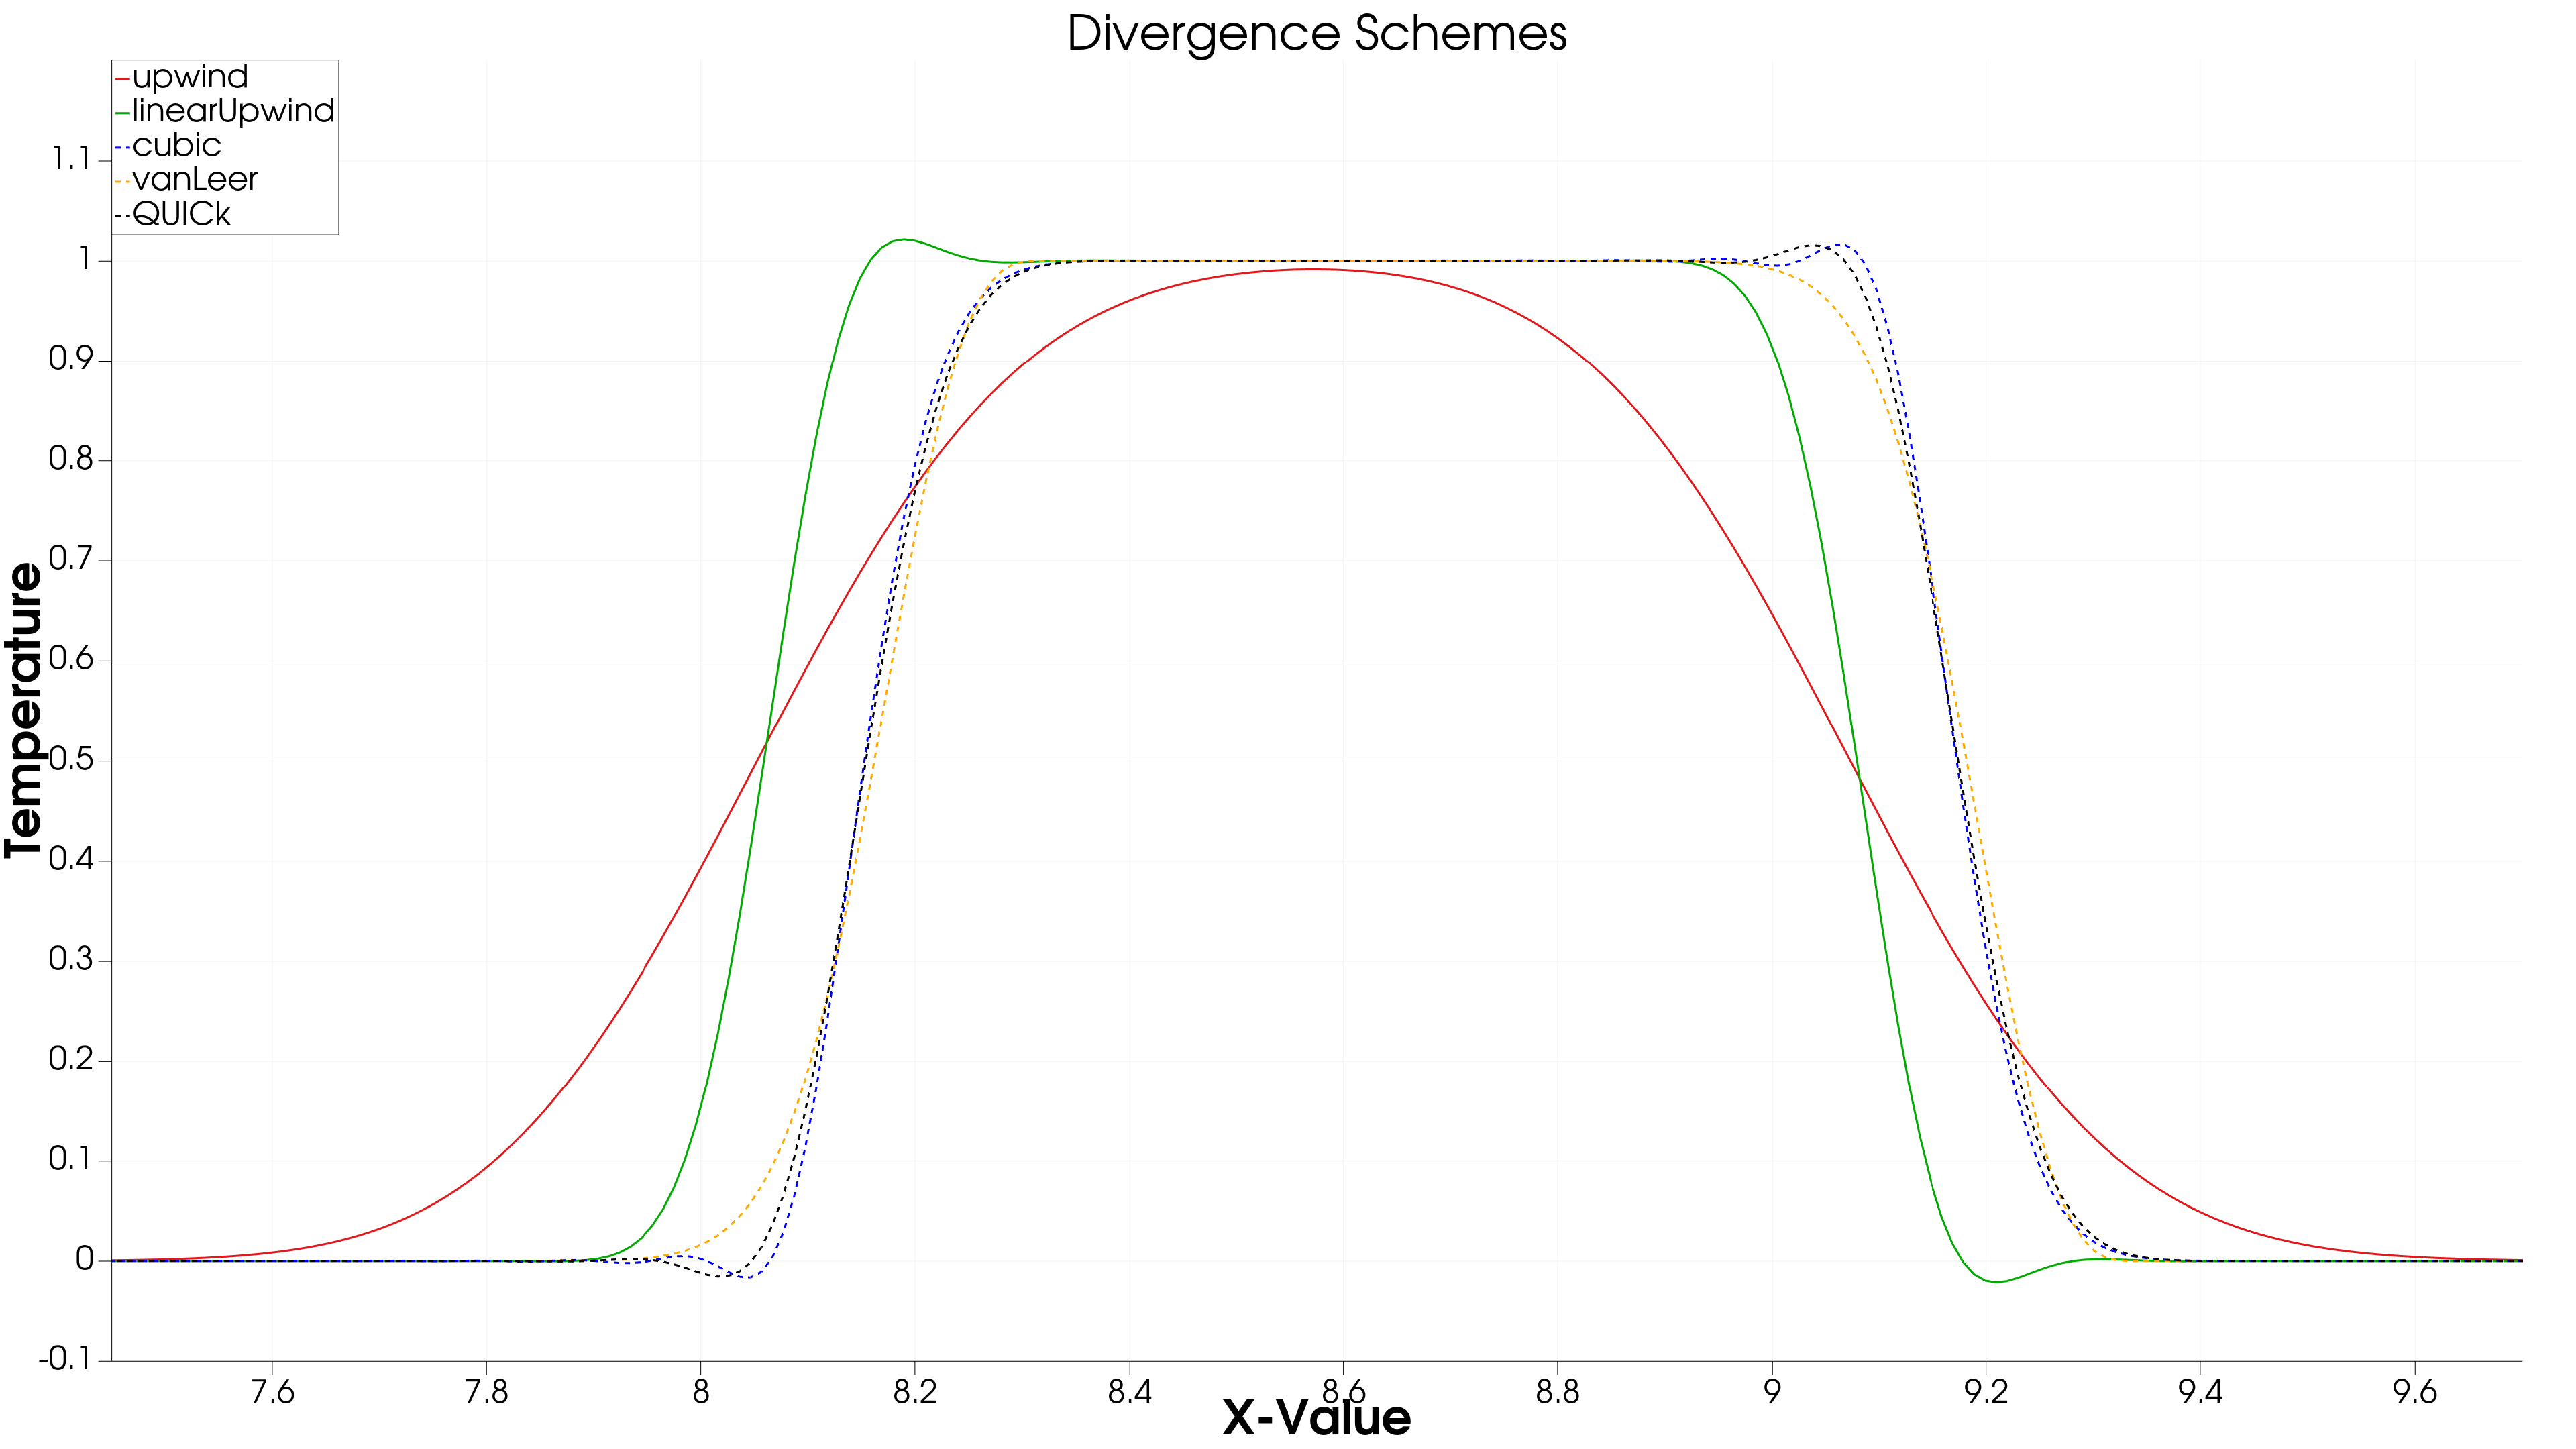 Divergence Schemes
upwind
linearUpwind
cubic
vanLeer
QUICk
1.1
1
0.9
0.8
0.7
0.6
0.5
0.4
0.3
0.2
0.1
0
-0.1
Temperature
7.6 7.8 8 8.2 8.4 8.6 8.8 9 9.2 9.4 9.6
X-Value